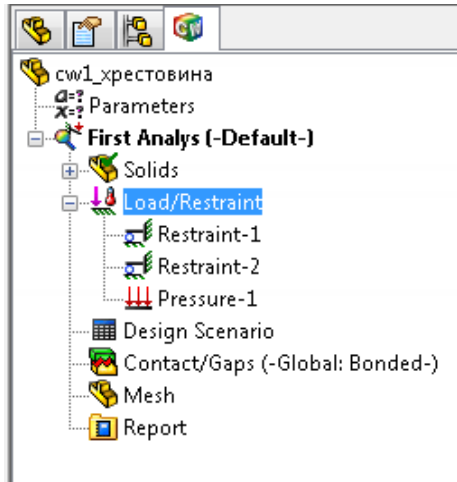 cw1_хрестовина
a=?
x=?
Parameters
First Analys (-Default-)
Solids
Load/Restraint
Restraint-1
Restraint-2
Pressure-1
Design Scenario
Contact/Gaps (-Global: Bonded-)
Mesh
Report